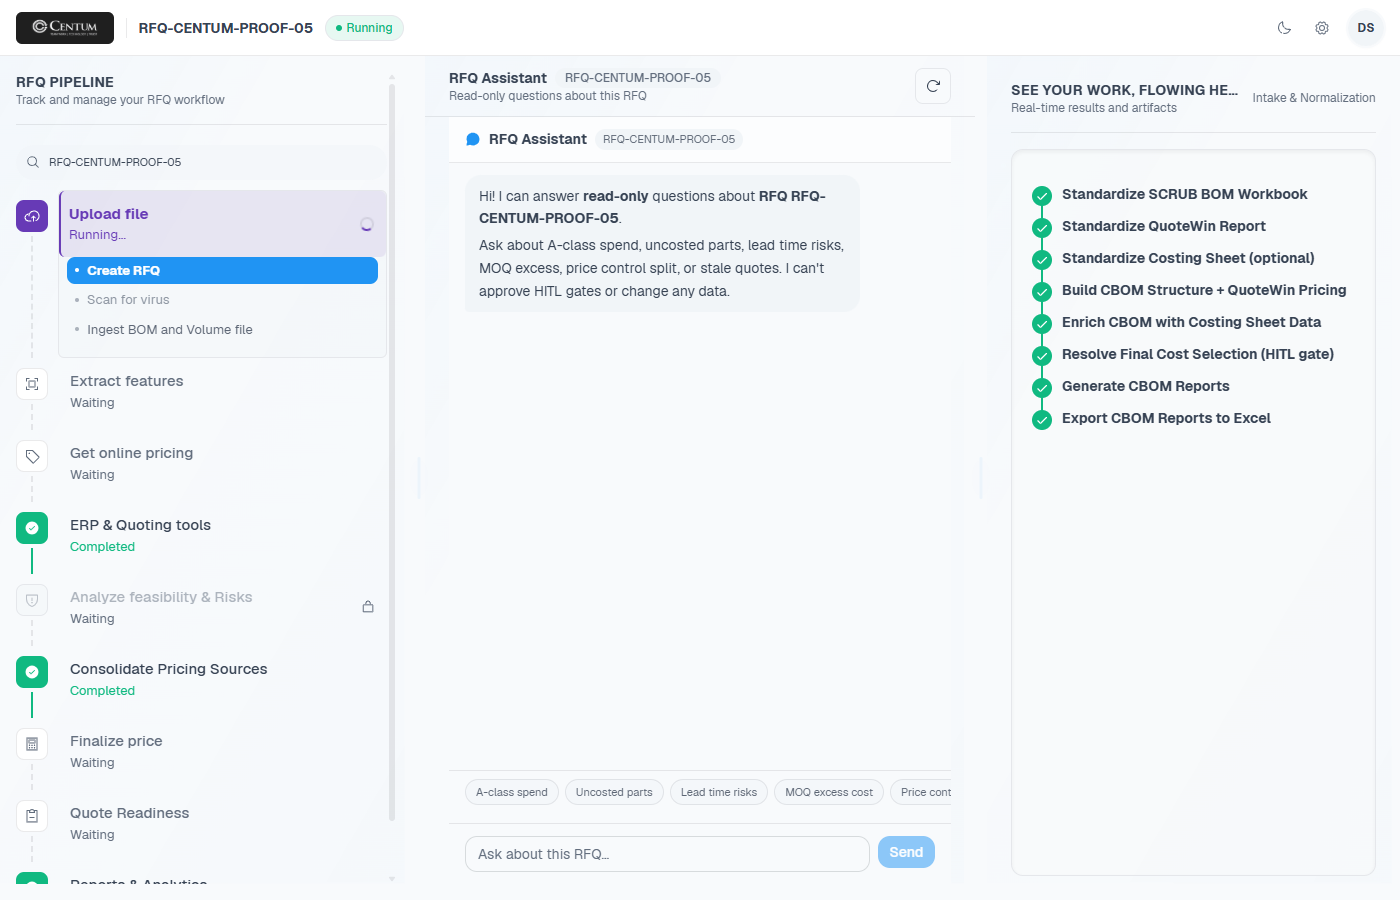 CENTUM
RFQ-CENTUM-PROOF-05
Running
DS
RFQ PIPELINE
Track and manage your RFQ workflow
RFQ-CENTUM-PROOF-05
Upload file
Running...
Create RFQ
Scan for virus
Ingest BOM and Volume file
Extract features
Waiting
Get online pricing
Waiting
ERP & Quoting tools
Completed
Analyze feasibility & Risks
Waiting
Consolidate Pricing Sources
Completed
Finalize price
Waiting
Quote Readiness
Waiting
Reports & Analytics
RFQ Assistant RFQ-CENTUM-PROOF-05
Read-only questions about this RFQ
RFQ Assistant RFQ-CENTUM-PROOF-05
Hi! I can answer read-only questions about RFQ RFQ-
CENTUM-PROOF-05.
Ask about A-class spend, uncosted parts, lead time risks,
MOQ excess, price control split, or stale quotes. I can't
approve HITL gates or change any data.
A-class spend
Uncosted parts
Lead time risks
MOQ excess cost
Price cont
Ask about this RFQ...
Send
SEE YOUR WORK, FLOWING HE...
Intake & Normalization
Real-time results and artifacts
Standardize SCRUB BOM Workbook
Standardize QuoteWin Report
Standardize Costing Sheet (optional)
Build CBOM Structure + QuoteWin Pricing
Enrich CBOM with Costing Sheet Data
Resolve Final Cost Selection (HITL gate)
Generate CBOM Reports
Export CBOM Reports to Excel